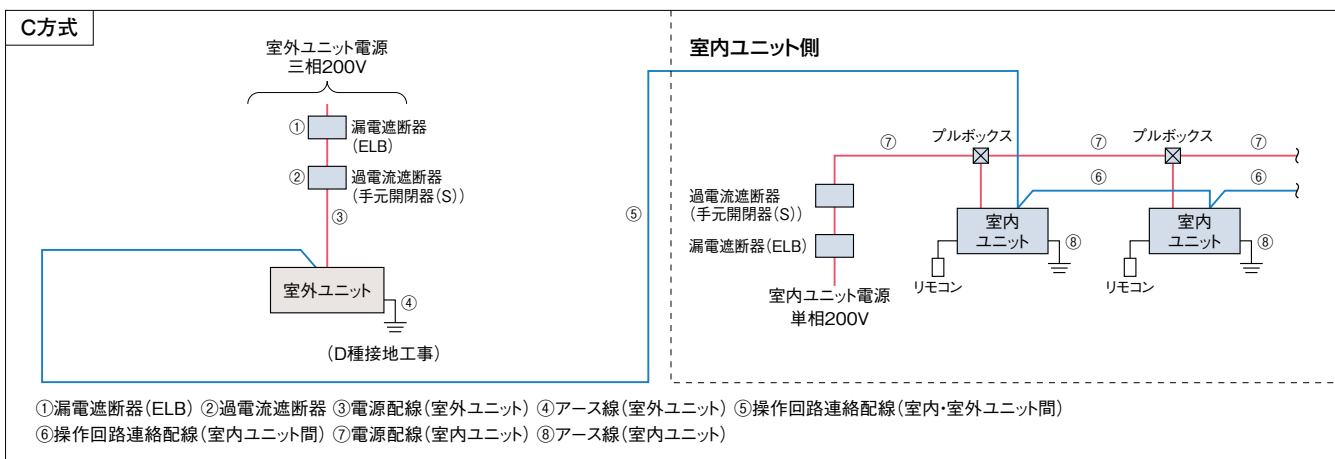 C方式
室外ユニット電源
三相200V
① 漏電遮断器
(ELB)
② 過電流遮断器
(手元開閉器(S))
③
室外ユニット
④
(D種接地工事)
⑤
室内ユニット側
⑦ プルボックス ⑦ プルボックス ⑦
⑥ ⑥
過電流遮断器
(手元開閉器(S))
漏電遮断器(ELB)
室内ユニット電源
単相200V
室内
ユニット
⑧
リモコン
室内
ユニット
⑧
リモコン
①漏電遮断器(ELB) ②過電流遮断器 ③電源配線(室外ユニット) ④アース線(室外ユニット) ⑤操作回路連絡配線(室内・室外ユニット間)
⑥操作回路連絡配線(室内ユニット間) ⑦電源配線(室内ユニット) ⑧アース線(室内ユニット)